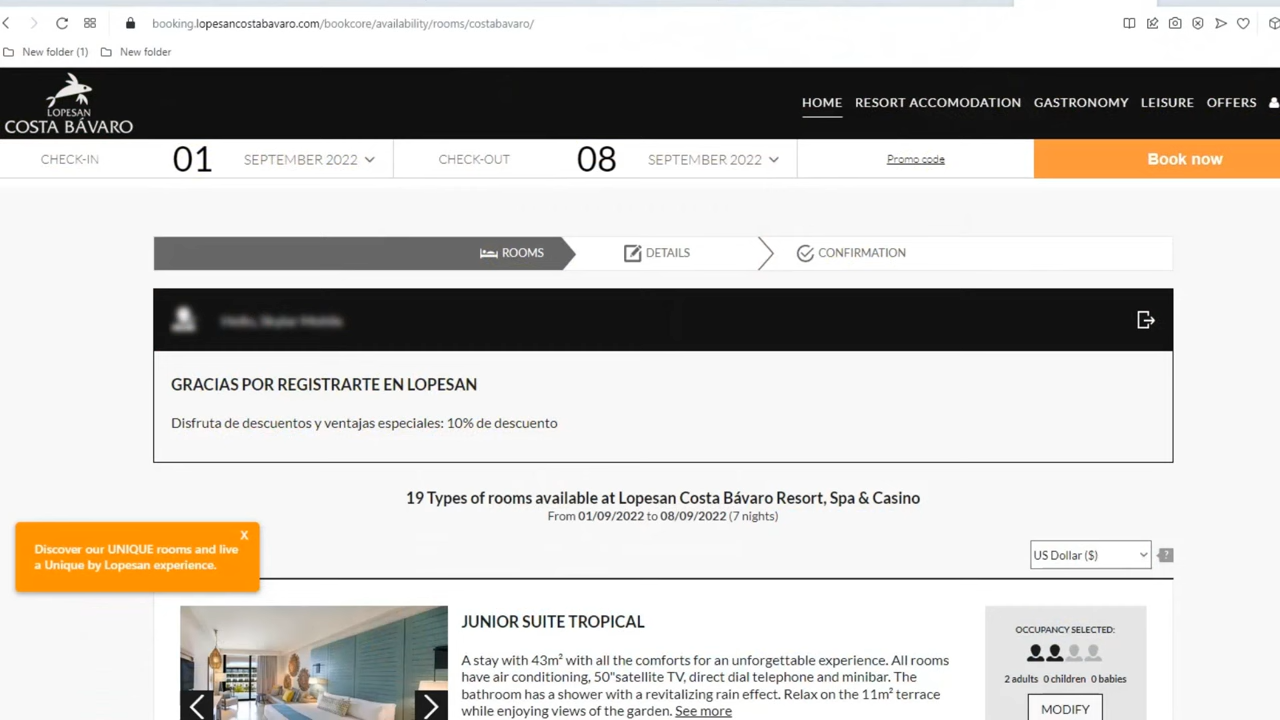 booking.lopesancostabavaro.com/bookcore/availability/rooms/costabavaro/
New folder (1) New folder
LOPESAN
COSTA BÁVARO
HOME RESORT ACCOMODATION GASTRONOMY LEISURE OFFERS
CHECK-IN 01 SEPTEMBER 2022 CHECK-OUT 08 SEPTEMBER 2022 Promo code Book now
ROOMS DETAILS CONFIRMATION
GRACIAS POR REGISTRARTE EN LOPESAN
Disfruta de descuentos y ventajas especiales: 10% de descuento
19 Types of rooms available at Lopesan Costa Bávaro Resort, Spa & Casino
From 01/09/2022 to 08/09/2022 (7 nights)
X
Discover our UNIQUE rooms and live
a Unique by Lopesan experience.
US Dollar ($) ?
JUNIOR SUITE TROPICAL
A stay with 43m² with all the comforts for an unforgettable experience. All rooms
have air conditioning, 50"satellite TV, direct dial telephone and minibar. The
bathroom has a shower with a revitalizing rain effect. Relax on the 11m² terrace
while enjoying views of the garden. See more
OCCUPANCY SELECTED:
2 adults 0 children 0 babies
MODIFY